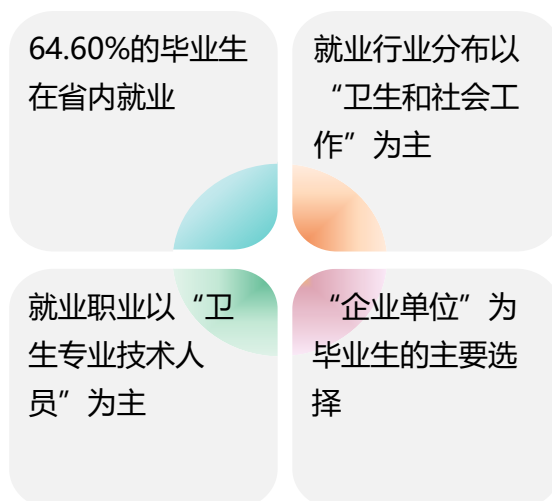 64.60%的毕业生
在省内就业
就业行业分布以
“卫生和社会工
作”为主
就业职业以“卫
生专业技术人
员”为主
“企业单位”为
毕业生的主要选
择